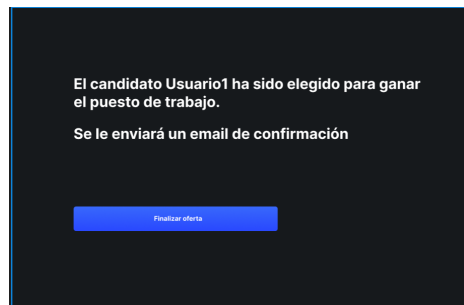 El candidato Usuario1 ha sido elegido para ganar
el puesto de trabajo.
Se le enviará un email de confirmación
Finalizar oferta